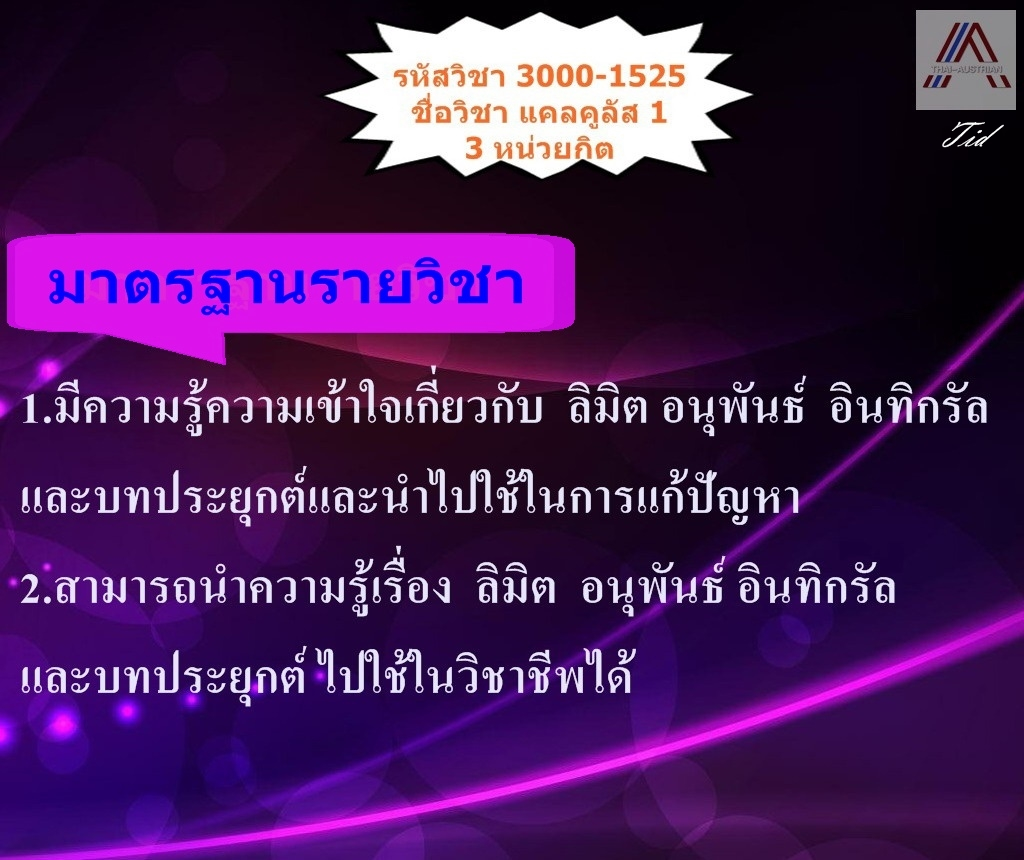 รหัสวิชา 3000-1525
ชื่อวิชา แคลคูลัส 1
3 หน่วยกิต
THAI-AUSTRIAN
Tid
มาตรฐานรายวิชา
1.มีความรู้ความเข้าใจเกี่ยวกับ ลิมิต อนุพันธ์ อินทิกรัล
และบทประยุกต์และนำไปใช้ในการแก้ปัญหา
2.สามารถนำความรู้เรื่อง ลิมิต อนุพันธ์ อินทิกรัล
และบทประยุกต์ ไปใช้ในวิชาชีพได้